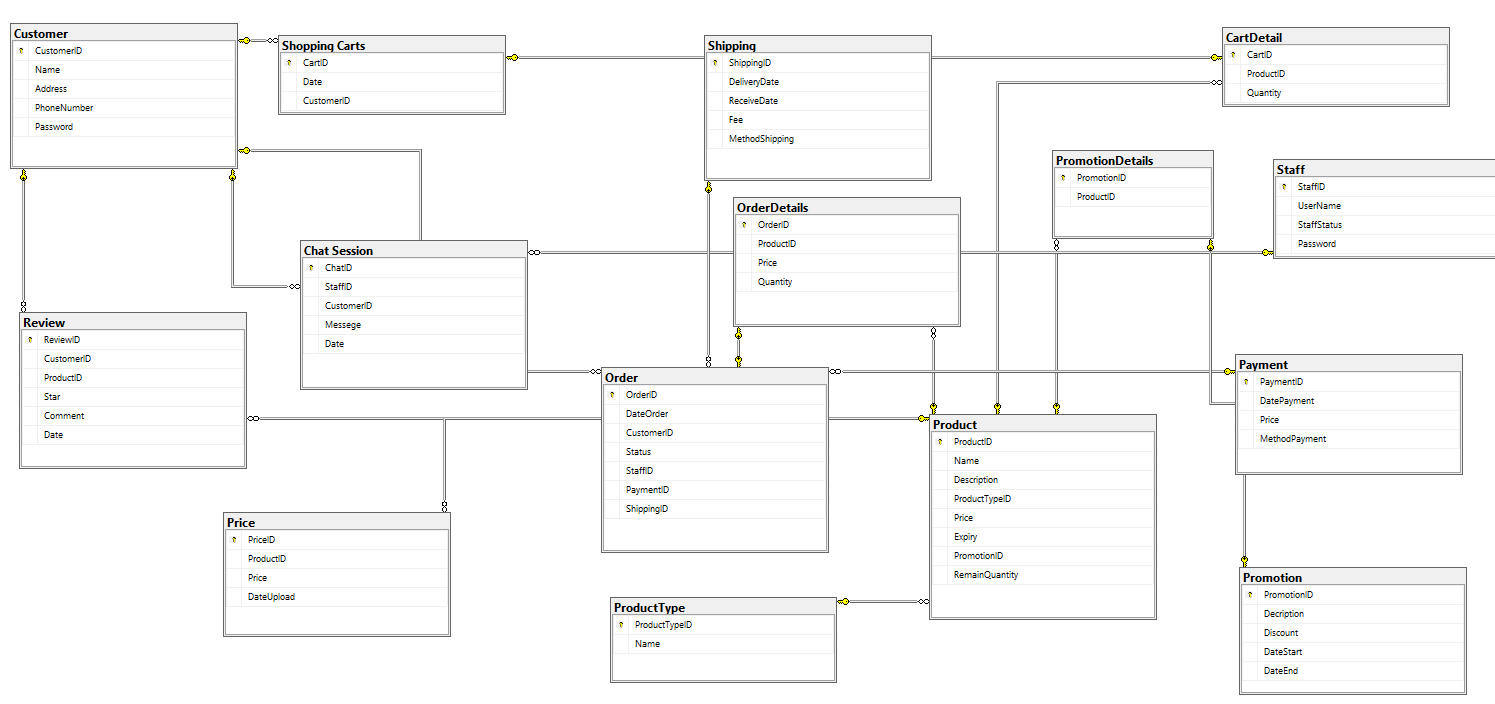 Customer
CustomerID
Name
Address
PhoneNumber
Password
Shopping Carts
CartID
Date
CustomerID
Shipping
ShippingID
DeliveryDate
ReceiveDate
Fee
MethodShipping
CartDetail
CartID
ProductID
Quantity
PromotionDetails
PromotionID
ProductID
Staff
StaffID
UserName
StaffStatus
Password
OrderDetails
OrderID
ProductID
Price
Quantity
Chat Session
ChatID
StaffID
CustomerID
Messege
Date
Review
ReviewID
CustomerID
ProductID
Star
Comment
Date
Order
OrderID
DateOrder
CustomerID
Status
StaffID
PaymentID
ShippingID
Payment
PaymentID
DatePayment
Price
MethodPayment
Product
ProductID
Name
Description
ProductTypeID
Price
Expiry
PromotionID
RemainQuantity
Price
PriceID
ProductID
Price
DateUpload
ProductType
ProductTypeID
Name
Promotion
PromotionID
Decription
Discount
DateStart
DateEnd